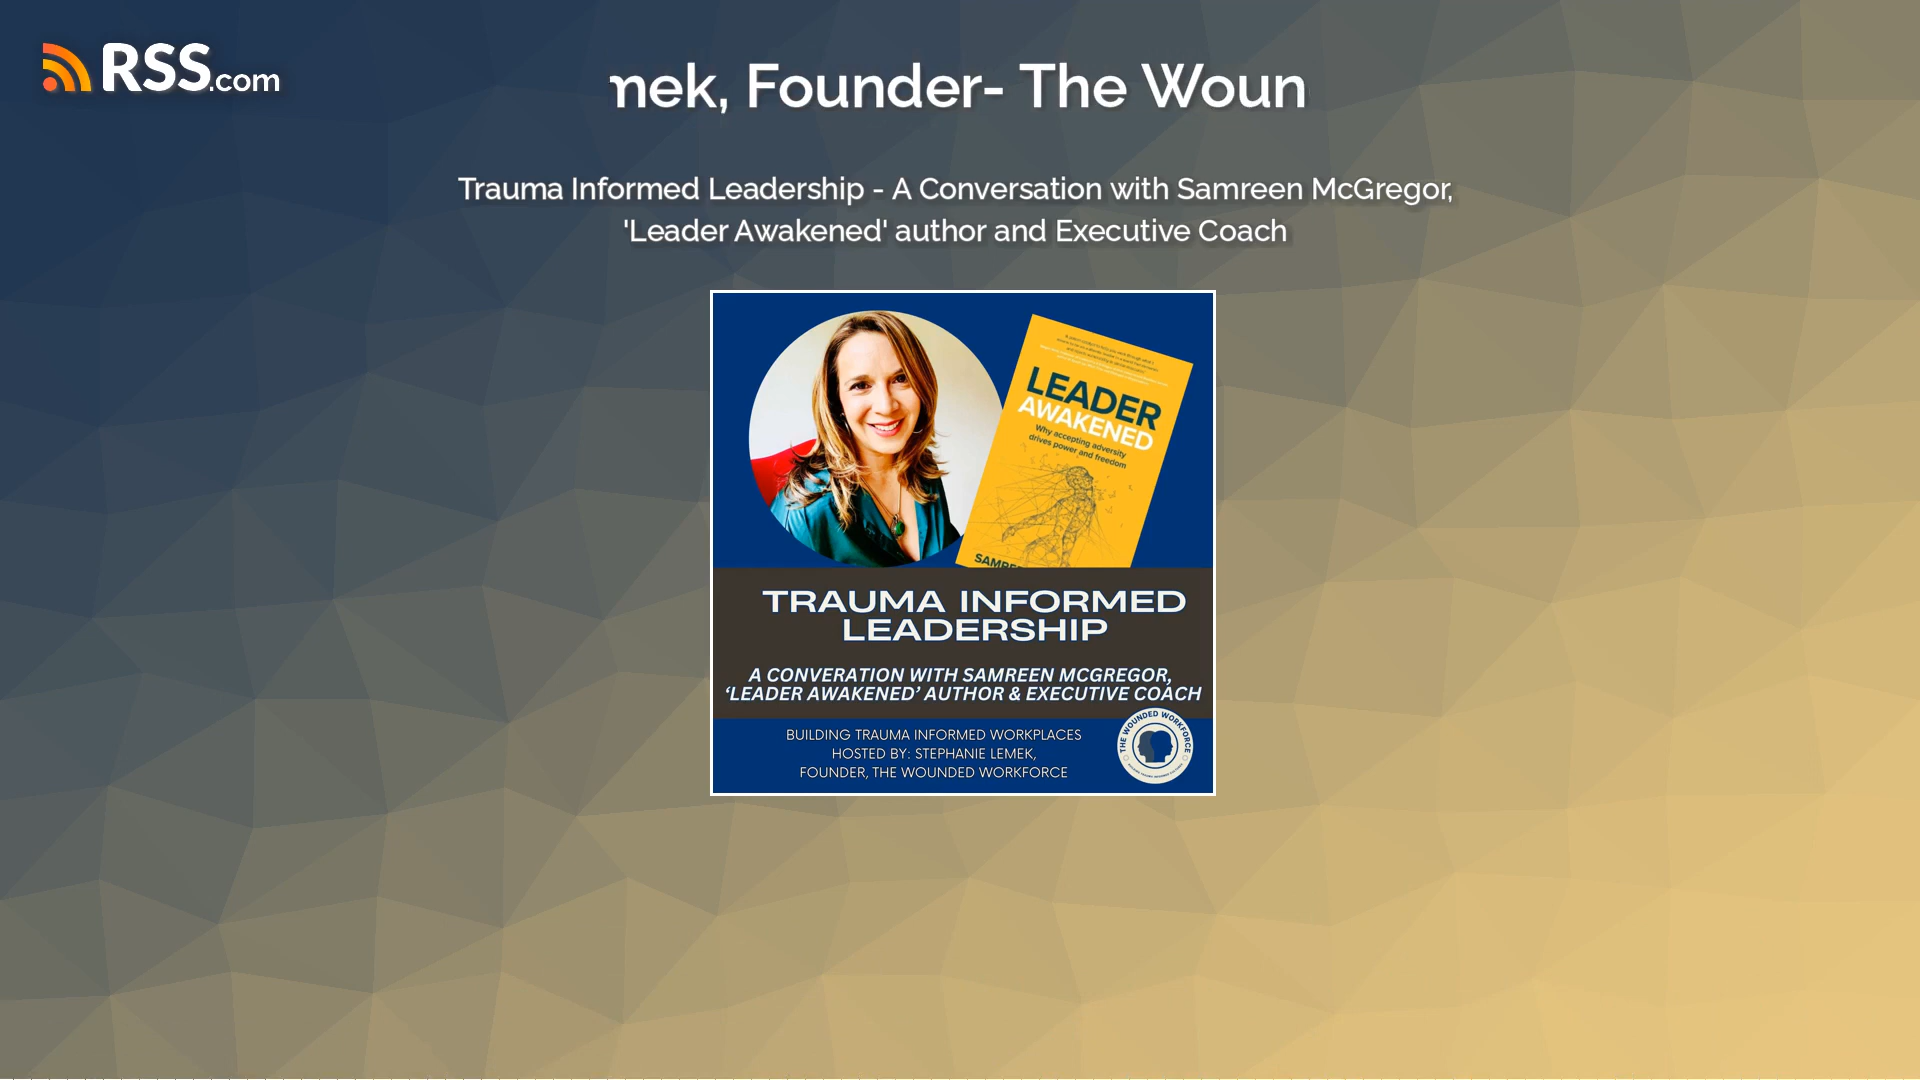 RSS.com
nek, Founder- The Woun
Trauma Informed Leadership - A Conversation with Samreen McGregor,
'Leader Awakened' author and Executive Coach
LEADER
AWAKENED
Why accepting adversity
drives power and freedom
TRAUMA INFORMED
LEADERSHIP
A CONVERATION WITH SAMREEN MCGREGOR,
‘LEADER AWAKENED’ AUTHOR & EXECUTIVE COACH
BUILDING TRAUMA INFORMED WORKPLACES
HOSTED BY: STEPHANIE LEMEK,
FOUNDER, THE WOUNDED WORKFORCE
THE WOUNDED WORKFORCE